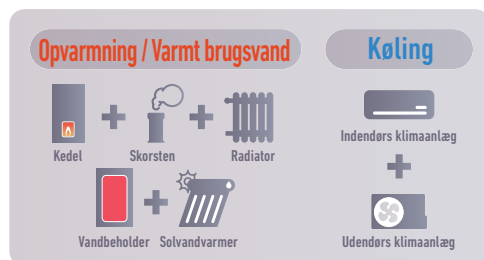 Opvarmning / Varmt brugsvand
Kedel Skorsten Radiator
Vandbeholder Solvandvarmer
Køling
Indendørs klimaanlæg
Udendørs klimaanlæg